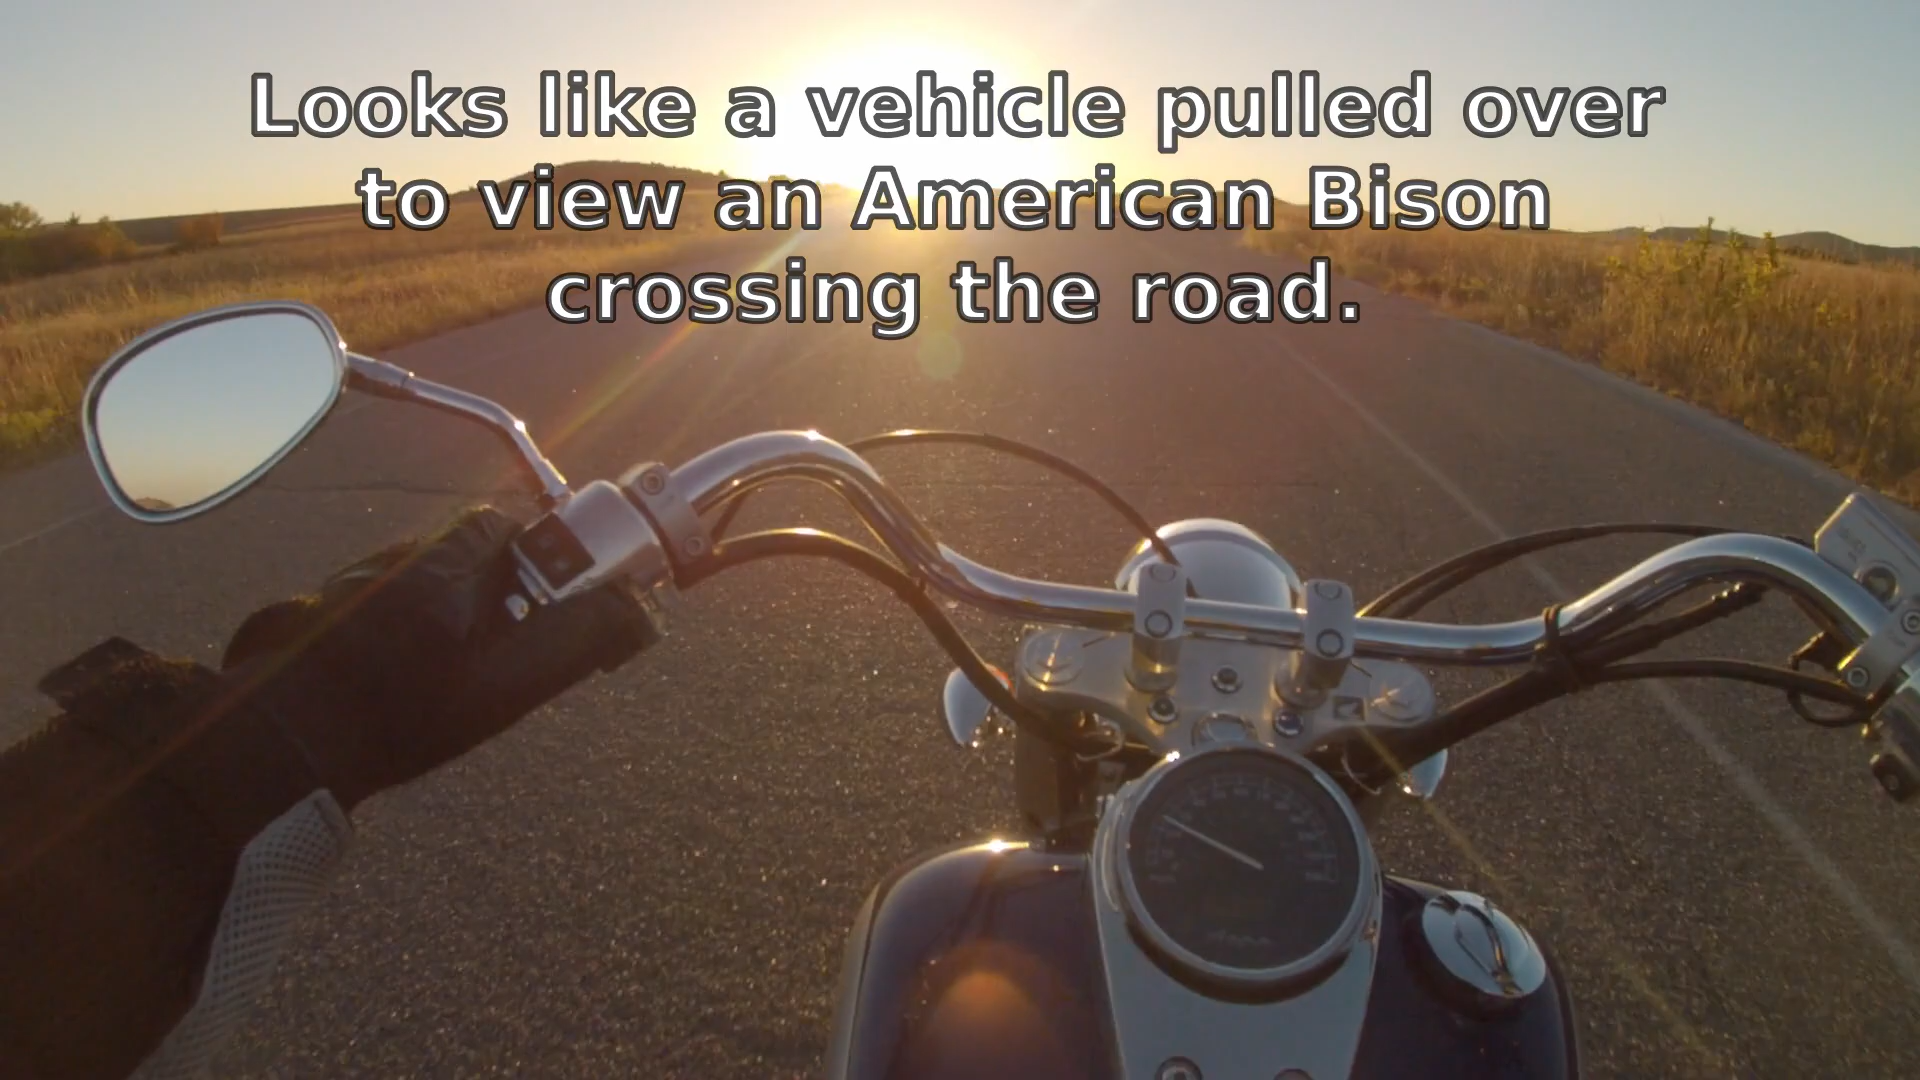 Looks like a vehicle pulled over
to view an American Bison
crossing the road.